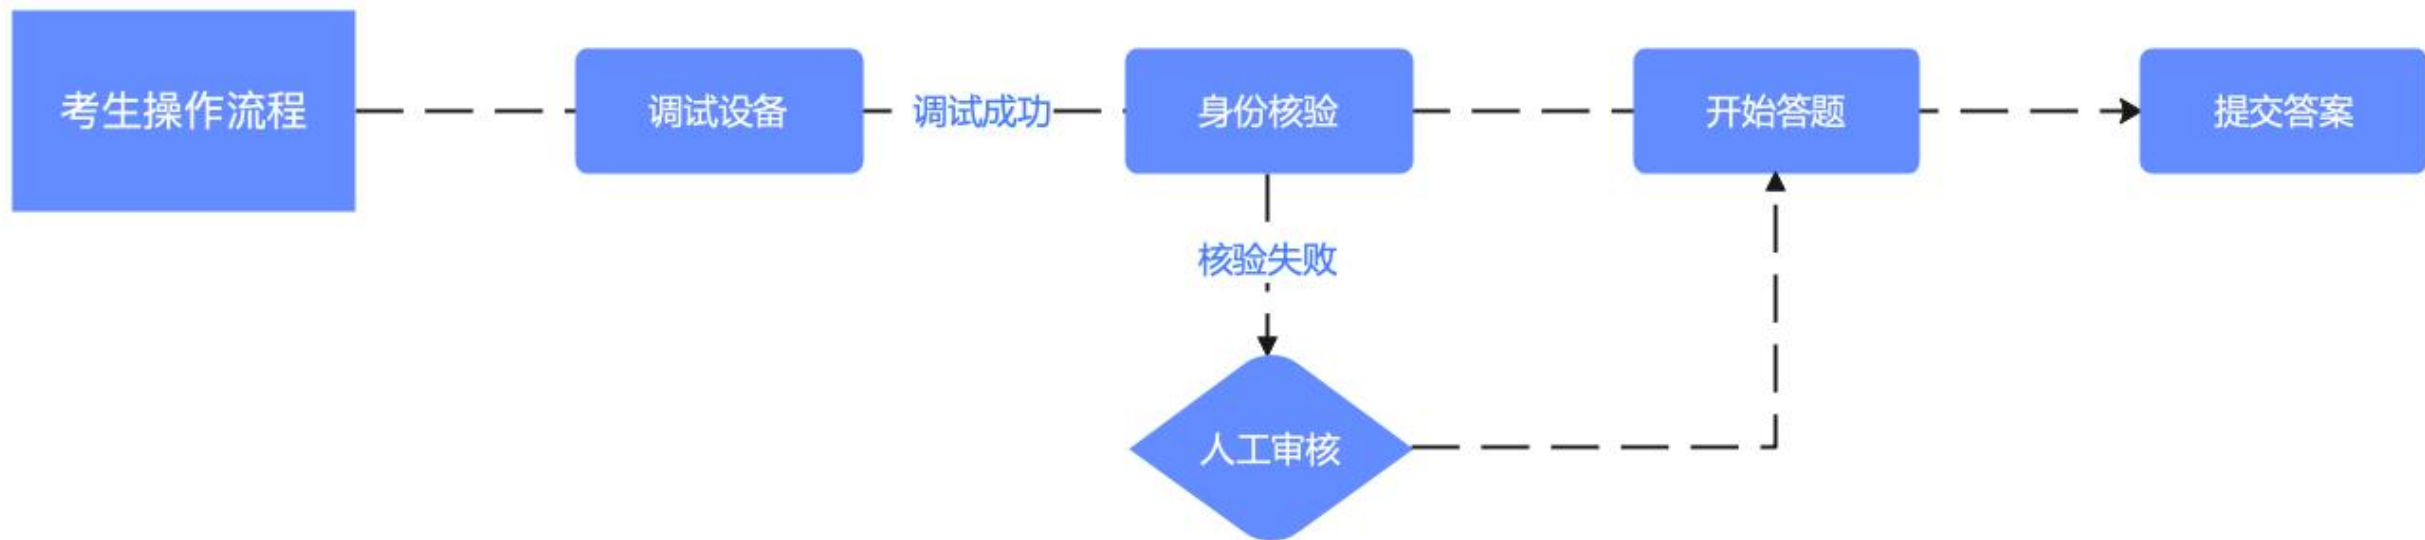 考生操作流程
调试设备
调试成功
身份核验
开始答题
提交答案
核验失败
人工审核